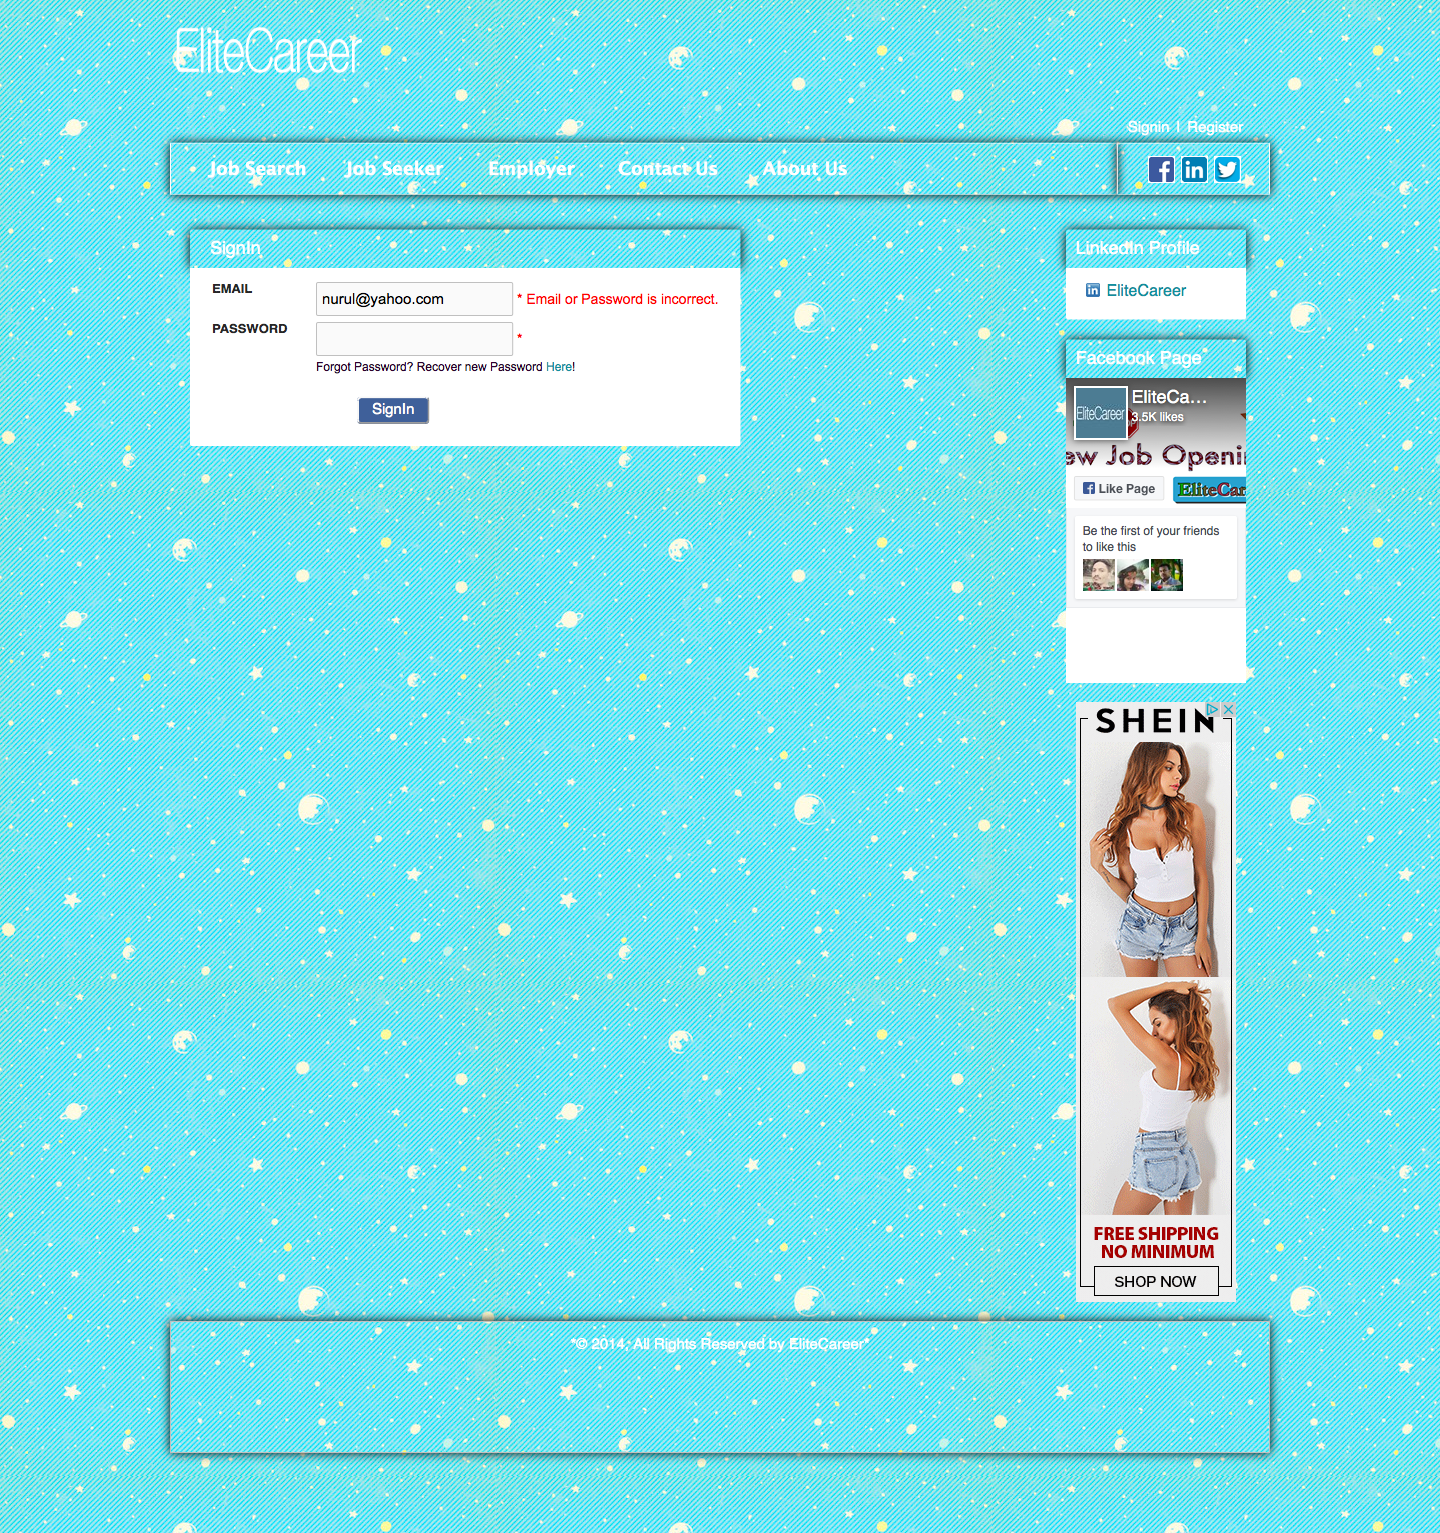 EliteCareer
Signin | Register
Job Search Job Seeker Employer Contact Us About Us
SignIn
EMAIL nurul@yahoo.com * Email or Password is incorrect.
PASSWORD *
Forgot Password? Recover new Password Here!
SignIn
LinkedIn Profile
EliteCareer
Facebook Page
EliteCareer
EliteCa...
3.5K likes
ew Job Openin
Like Page
EliteCar
Be the first of your friends
to like this
SHEIN
FREE SHIPPING
NO MINIMUM
SHOP NOW
*© 2014, All Rights Reserved by EliteCareer*